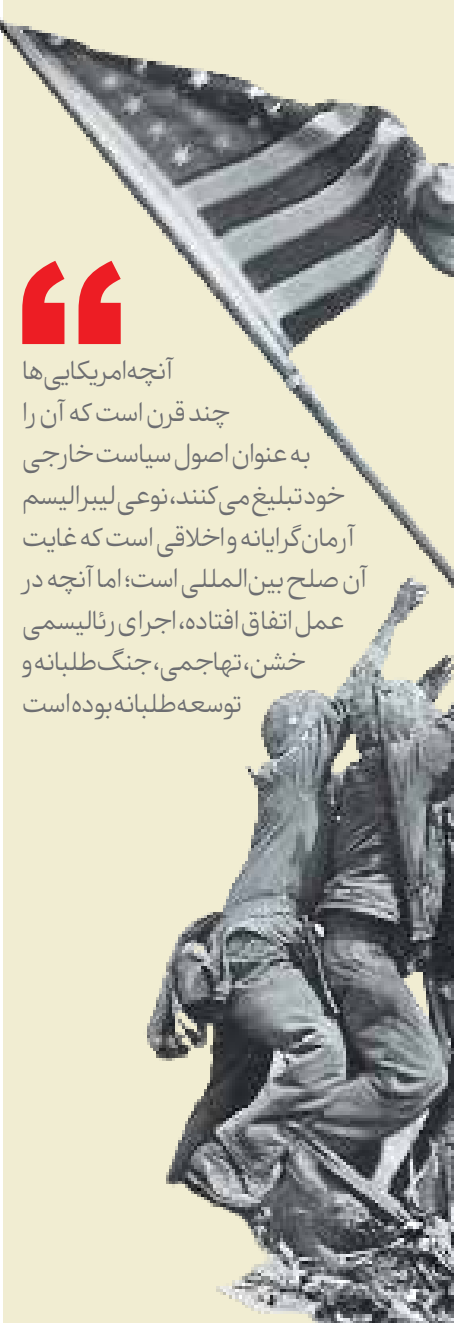 آنچه امریکایی‌ها
چند قرن است که آن را
به عنوان اصول سیاست خارجی
خود تبلیغ می‌کنند، نوعی لیبرالیسم
آرمان‌گرایانه و اخلاقی است که غایت
آن صلح بین‌المللی است؛ اما آنچه در
عمل اتفاق افتاده، اجرای رئالیسمی
خشن، تهاجمی، جنگ‌طلبانه و
توسعه‌طلبانه بوده است